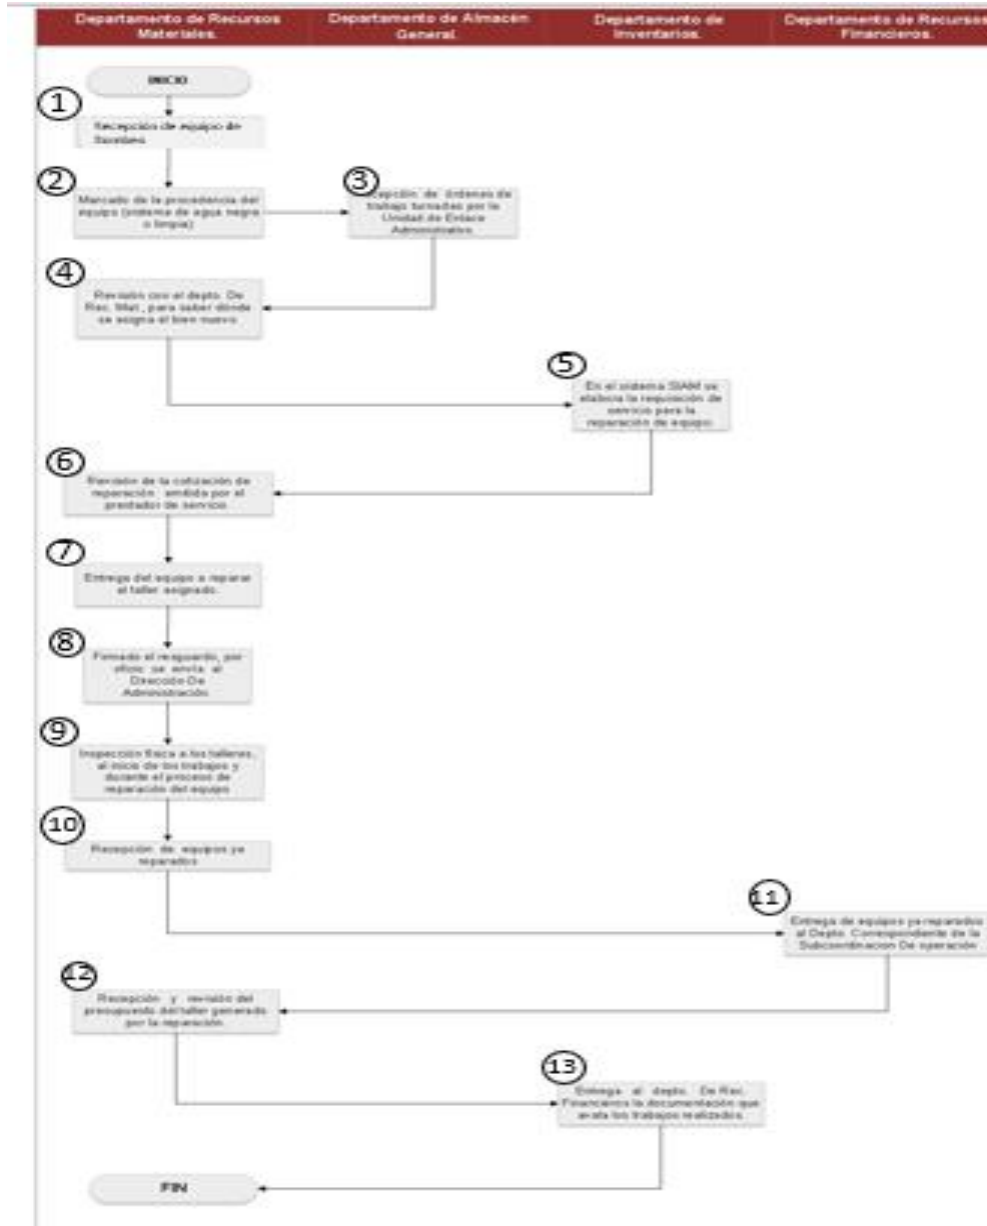 Departamento de Recursos
Materiales.
Departamento de Almacén
General.
Departamento de
Inventarios.
Departamento de Recursos
Financieros.
INICIO
1
Recepción de equipo de
Bombeo
2
Marcado de la procedencia del
equipo (sistema de agua negra
o limpia)
3
Recepción de órdenes de
trabajo turnadas por la
Unidad de Enlace
Administrativo
4
Revisión con el depto. De
Rec. Mat., para saber dónde
se asigna el bien nuevo
5
En el sistema SIAM se
elabora la requisición de
servicio para la
reparación de equipo.
6
Revisión de la cotización de
reparación emitida por el
prestador de servicio.
7
Entrega del equipo a reparar
al taller asignado.
8
Firmado el resguardo, por
oficio se envía al
Dirección De
Administración
9
Inspección física a los talleres,
al inicio de los trabajos y
durante el proceso de
reparación del equipo
10
Recepción de equipos ya
reparados
11
Entrega de equipos ya reparados
al Depto. Correspondiente de la
Subcoordinacion De operación
12
Recepción y revisión del
presupuesto del taller generado
por la reparación.
13
Entrega al depto. De Rec.
Financieros la documentación que
avala los trabajos realizados.
FIN